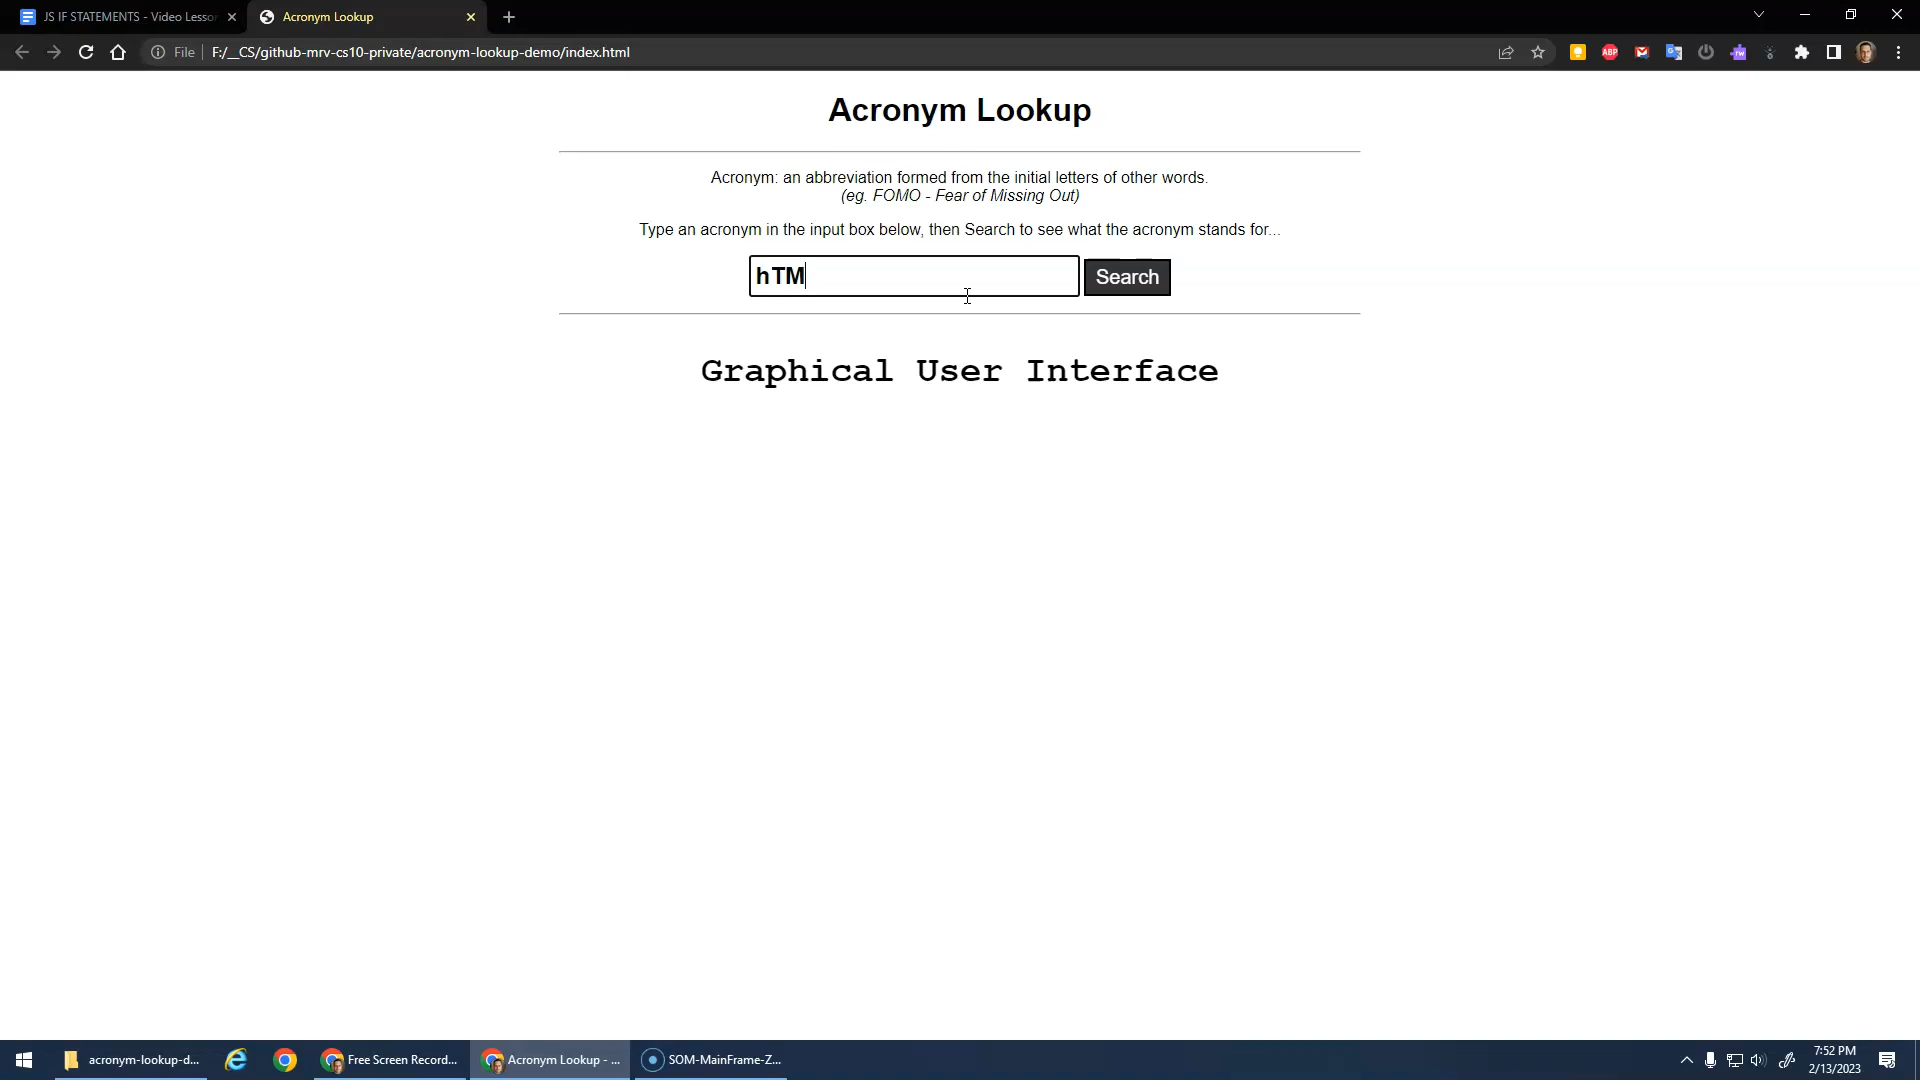 JS IF STATEMENTS - Video Lesson
Acronym Lookup
File
F:/__CS/github-mrv-cs10-private/acronym-lookup-demo/index.html
ABP
rw
Acronym Lookup
Acronym: an abbreviation formed from the initial letters of other words.
(eg. FOMO - Fear of Missing Out)
Type an acronym in the input box below, then Search to see what the acronym stands for...
hTM
Search
Graphical User Interface
acronym-lookup-d...
Free Screen Record...
Acronym Lookup - ...
SOM-MainFrame-Z...
7:52 PM
2/13/2023